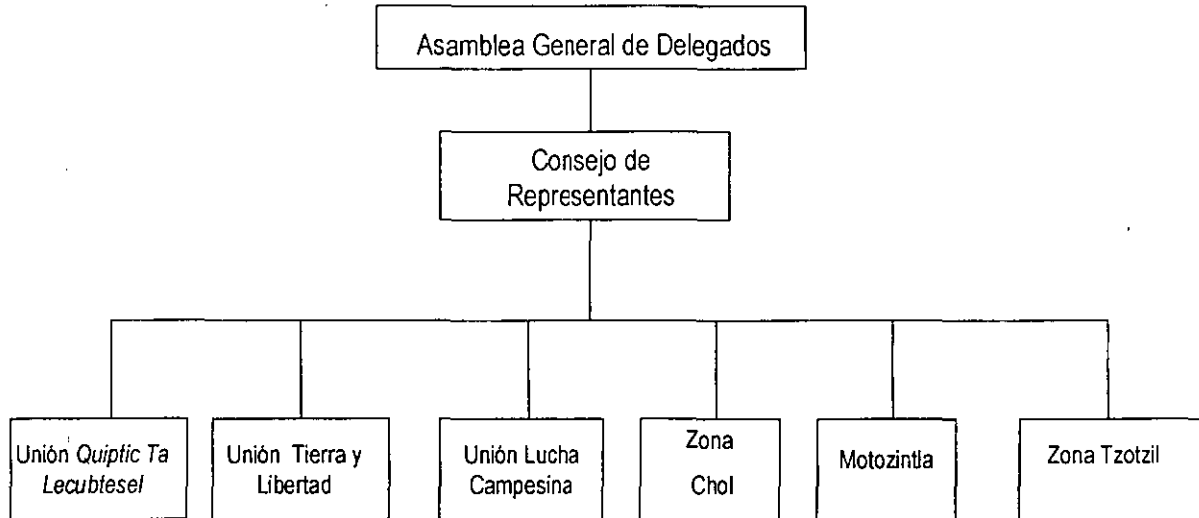 Asamblea General de Delegados
Consejo de
Representantes
Unión Quiptic Ta
Lecubtesel
Unión Tierra y
Libertad
Unión Lucha
Campesina
Zona
Chol
Motozintla
Zona Tzotzil